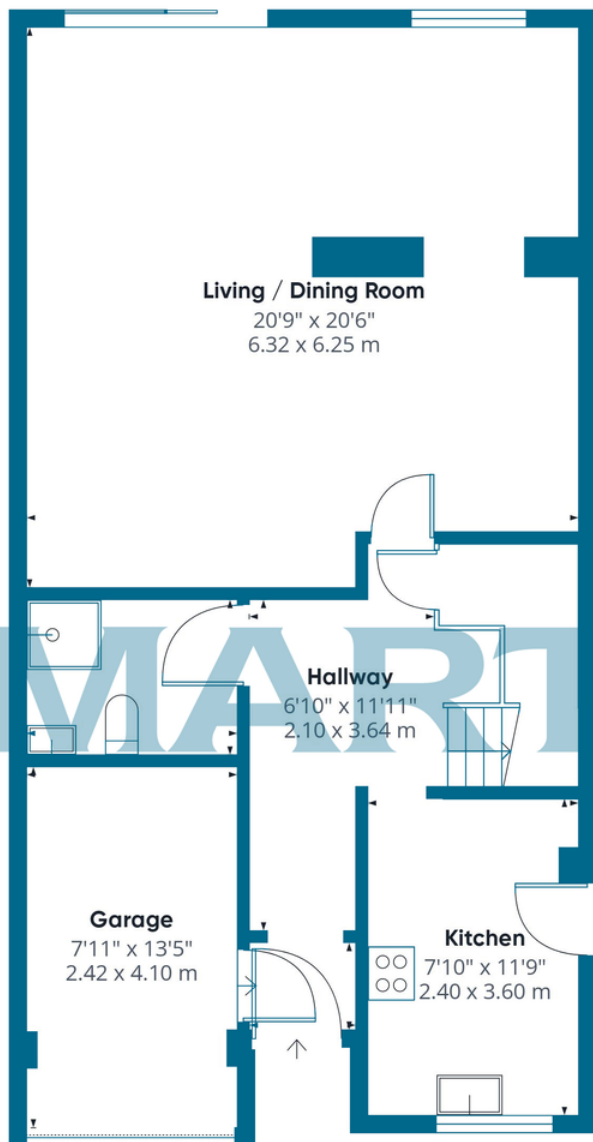 Living / Dining Room
20'9" x 20'6"
6.32 x 6.25 m
MART
Hallway
6'10" x 11'11"
2.10 x 3.64 m
Garage
7'11" x 13'5"
2.42 x 4.10 m
Kitchen
7'10" x 11'9"
2.40 x 3.60 m